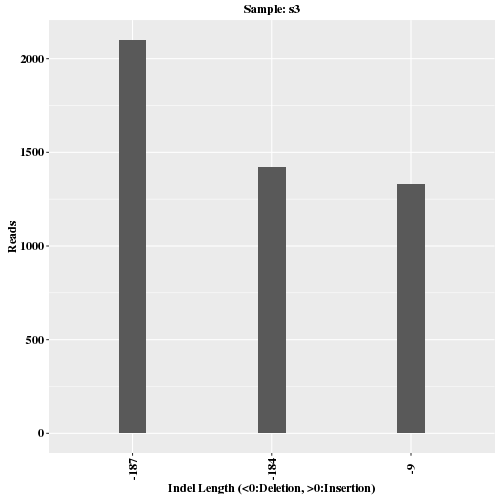 Sample: s3
2000
1500
1000
500
0
Reads
-187
-184
-9
Indel Length (<0:Deletion, >0:Insertion)